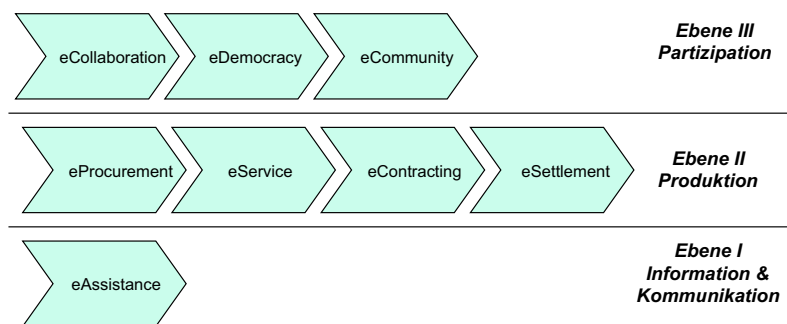 eCollaboration
eDemocracy
eCommunity
Ebene III
Partizipation
eProcurement
eService
eContracting
eSettlement
Ebene II
Produktion
eAssistance
Ebene I
Information &
Kommunikation